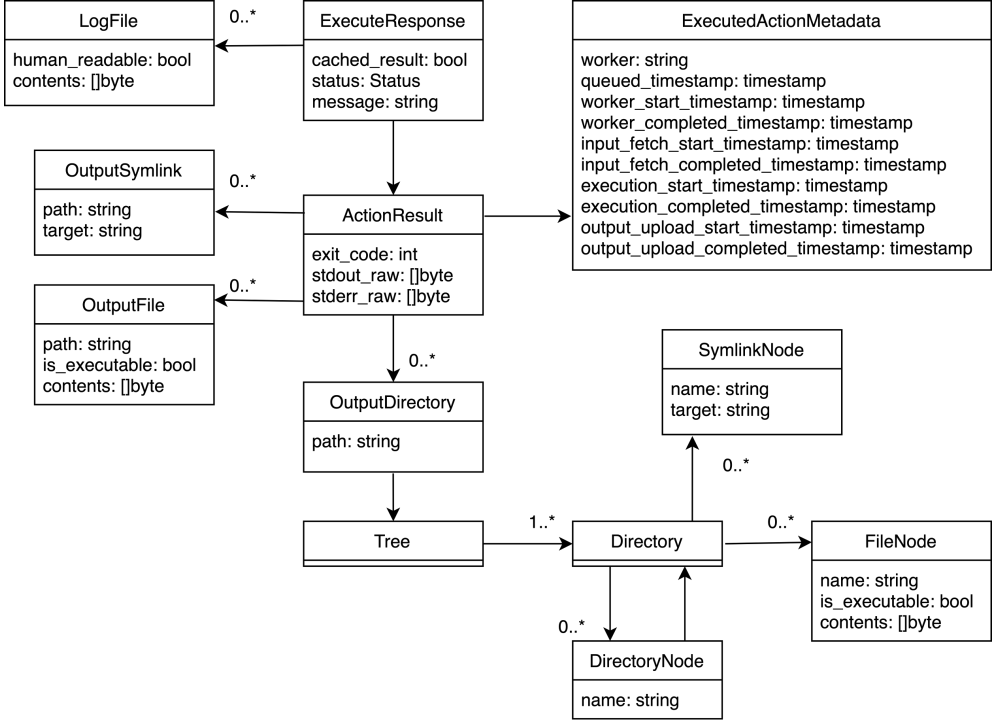 LogFile
human_readable: bool
contents: []byte
0..*
ExecuteResponse
cached_result: bool
status: Status
message: string
ExecutedActionMetadata
worker: string
queued_timestamp: timestamp
worker_start_timestamp: timestamp
worker_completed_timestamp: timestamp
input_fetch_start_timestamp: timestamp
input_fetch_completed_timestamp: timestamp
execution_start_timestamp: timestamp
execution_completed_timestamp: timestamp
output_upload_start_timestamp: timestamp
output_upload_completed_timestamp: timestamp
OutputSymlink
path: string
target: string
0..*
ActionResult
exit_code: int
stdout_raw: []byte
stderr_raw: []byte
OutputFile
path: string
is_executable: bool
contents: []byte
0..*
0..*
OutputDirectory
path: string
SymlinkNode
name: string
target: string
0..*
Tree
1..*
Directory
0..*
FileNode
name: string
is_executable: bool
contents: []byte
0..*
DirectoryNode
name: string